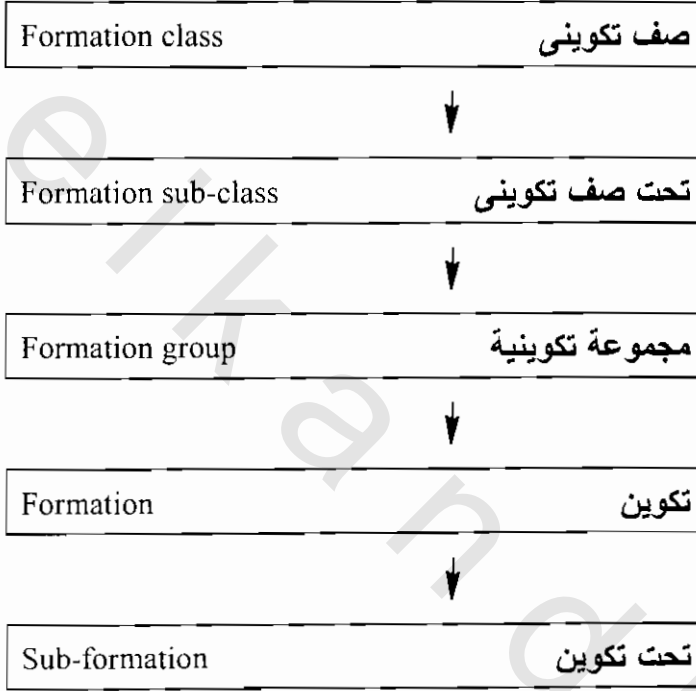 Formation class صف تكوينى
Formation sub-class تحت صف تكوينى
Formation group مجموعة تكوينية
Formation تكوين
Sub-formation تحت تكوين
eikand